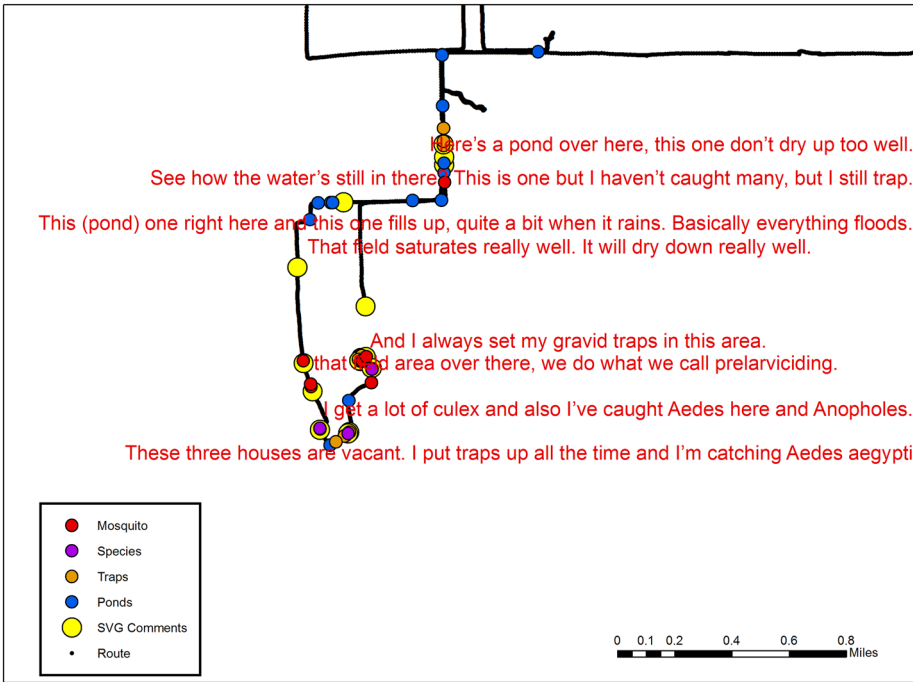 Here's a pond over here, this one don't dry up too well.
See how the water's still in there? This is one but I haven't caught many, but I still trap.
This (pond) one right here and this one fills up, quite a bit when it rains. Basically everything floods.
That field saturates really well. It will dry down really well.
And I always set my gravid traps in this area.
that area over there, we do what we call prelarviciding.
I get a lot of culex and also I've caught Aedes here and Anopholes.
These three houses are vacant. I put traps up all the time and I'm catching Aedes aegypti
Mosquito
Species
Traps
Ponds
SVG Comments
Route
0 0.1 0.2 0.4 0.6 0.8
Miles